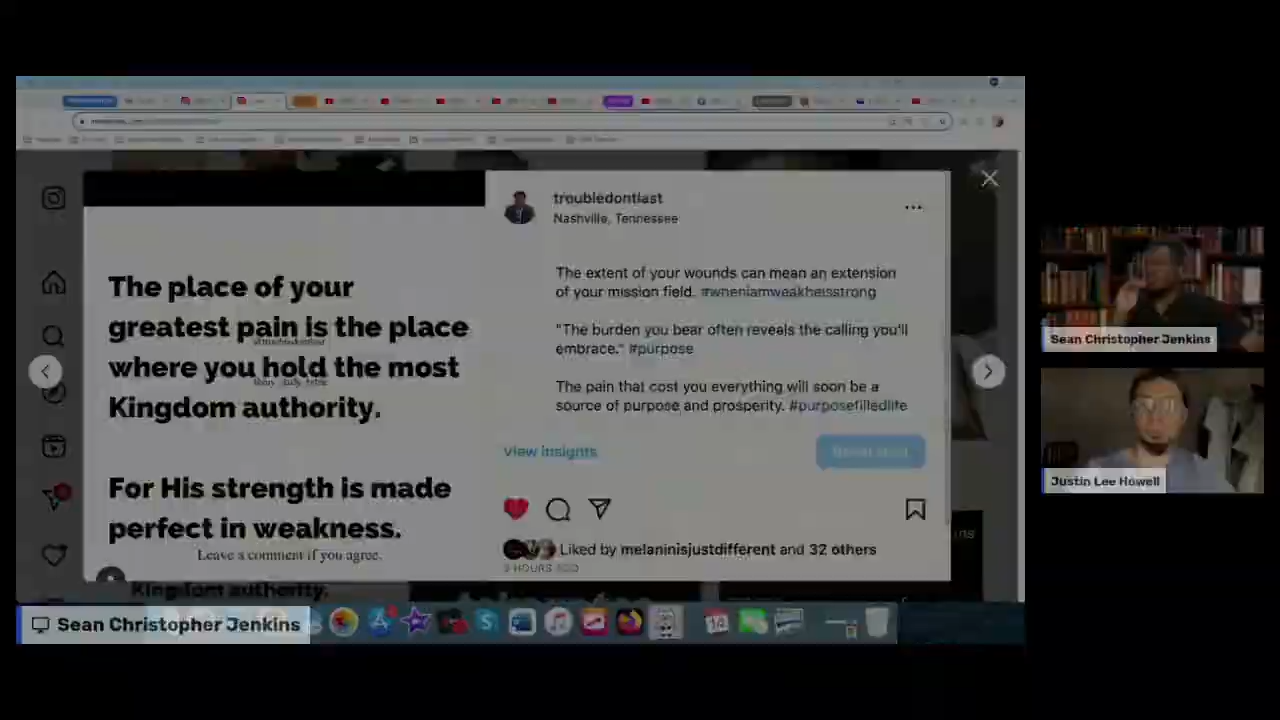 troubledontlast
Nashville, Tennessee
The place of your
greatest pain is the place
where you hold the most
Kingdom authority.
For His strength is made
perfect in weakness.
Leave a comment if you agree.
The extent of your wounds can mean an extension
of your mission field. #wheniamweakheisstrong
"The burden you bear often reveals the calling you'll
embrace." #purpose
The pain that cost you everything will soon be a
source of purpose and prosperity. #purposefilledlife
View insights
Liked by melaninisjustdifferent and 32 others
HOURS AGO
Kingdom authority.
Sean Christopher Jenkins
Sean Christopher Jenkins
Justin Lee Howell
14